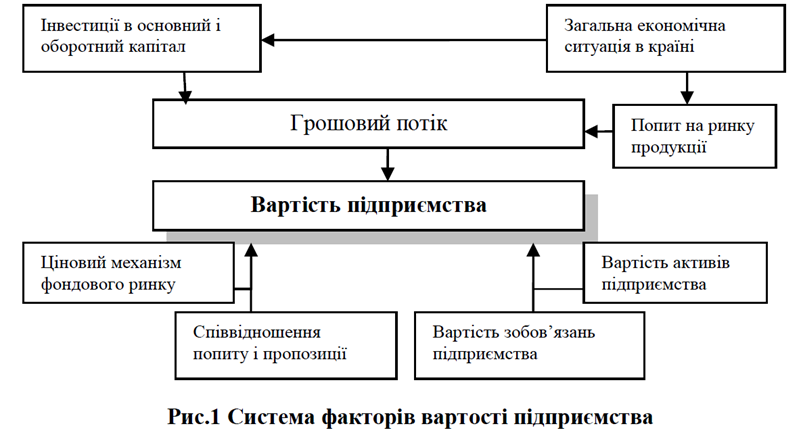 Інвестиції в основний і
оборотний капітал
Загальна економічна
ситуація в країні
Грошовий потік
Попит на ринку
продукції
Вартість підприємства
Ціновий механізм
фондового ринку
Вартість активів
підприємства
Співвідношення
попиту і пропозиції
Вартість зобов’язань
підприємства
Рис.1 Система факторів вартості підприємства